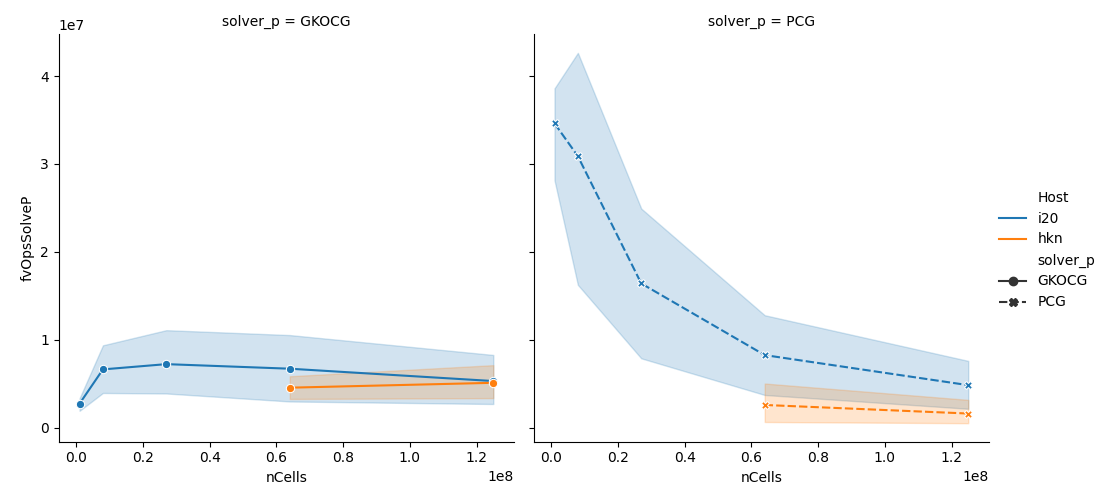 solver_p = GKOCG
solver_p = PCG
1e7
4
3
2
1
0
fvOpsSolveP
0.0 0.2 0.4 0.6 0.8 1.0 1.2
1e8
nCells
0.0 0.2 0.4 0.6 0.8 1.0 1.2
1e8
nCells
Host
i20
hkn
solver_p
GKOCG
PCG